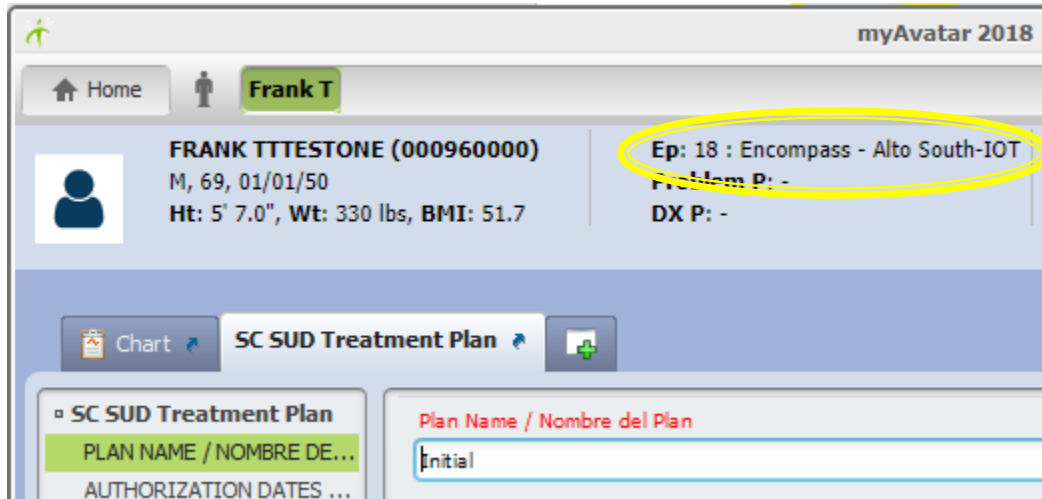 myAvatar 2018
Home
Frank T
FRANK TTTESTONE (000960000)
M, 69, 01/01/50
Ht: 5' 7.0", Wt: 330 lbs, BMI: 51.7
Ep: 18 : Encompass - Alto South-IOT
Problem P: -
DX P: -
Chart
SC SUD Treatment Plan
SC SUD Treatment Plan
PLAN NAME / NOMBRE DE...
AUTHORIZATION DATES ...
Plan Name / Nombre del Plan
Initial